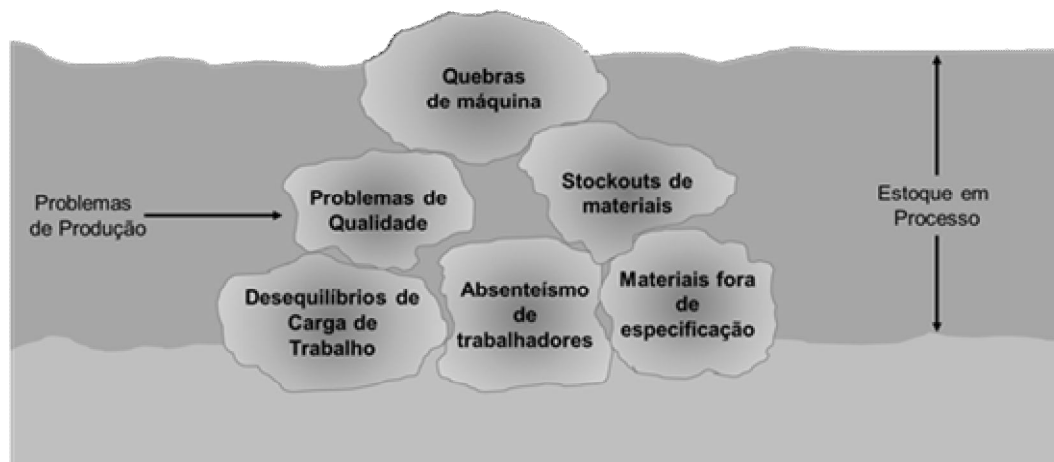 Quebras
de máquina
Problemas de
Qualidade
Stockouts de
materiais
Problemas
de Produção
Estoque em
Processo
Desequilíbrios de
Carga de
Trabalho
Absenteísmo
de
trabalhadores
Materiais fora
de
especificação